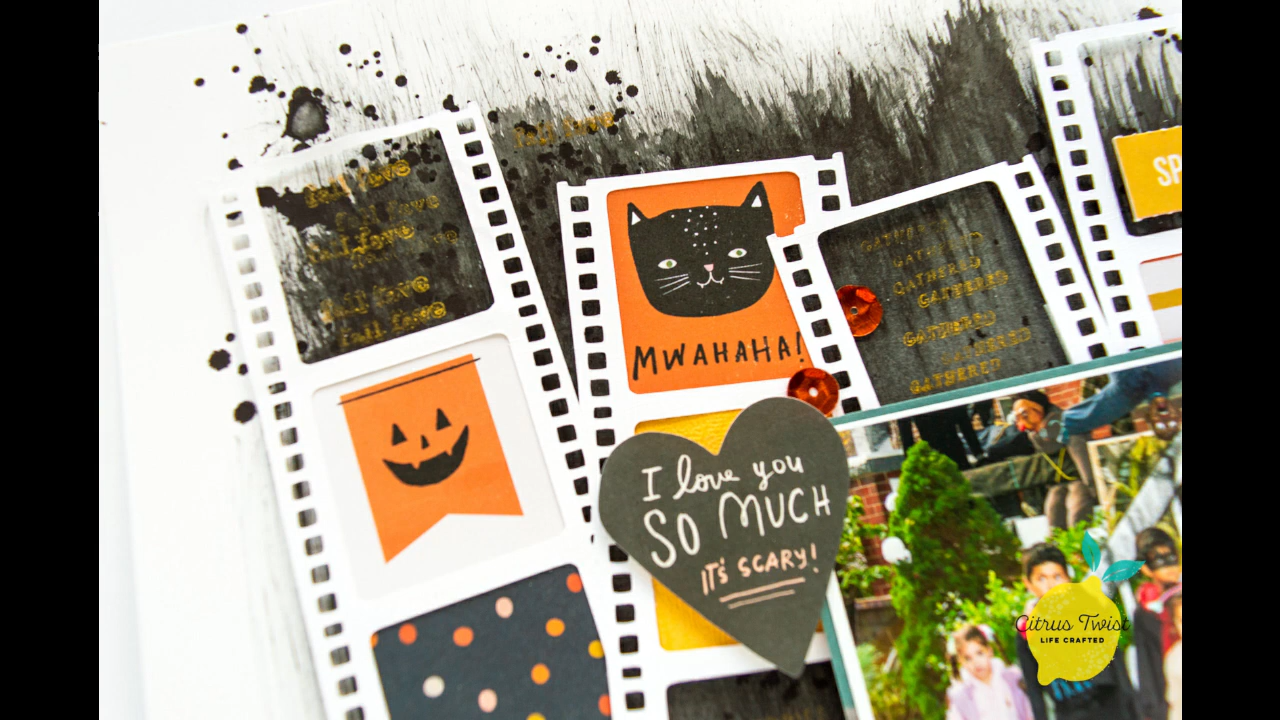 fall love
fall love
fall love
fall love
fall love
fall love
MWAHAHA!
GATHERED
GATHERED
GATHERED
GATHERED
GATHERED
GATHERED
GATHERED
SP
I love you
SO MUCH
IT'S SCARY!
Citrus Twist
LIFE CRAFTED